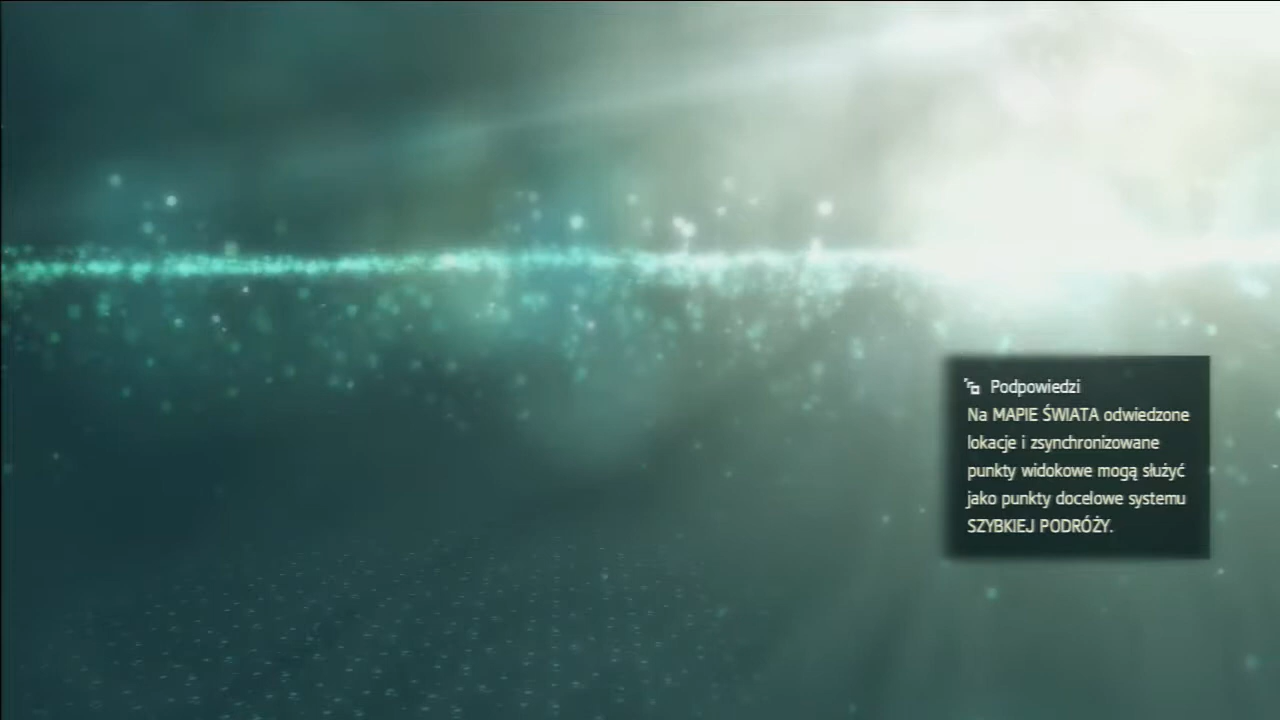 Podpowiedzi
Na MAPIE ŚWIATA odwiedzone
lokacje i zsynchronizowane
punkty widokowe mogą służyć
jako punkty docelowe systemu
SZYBKIEJ PODRÓŻY.